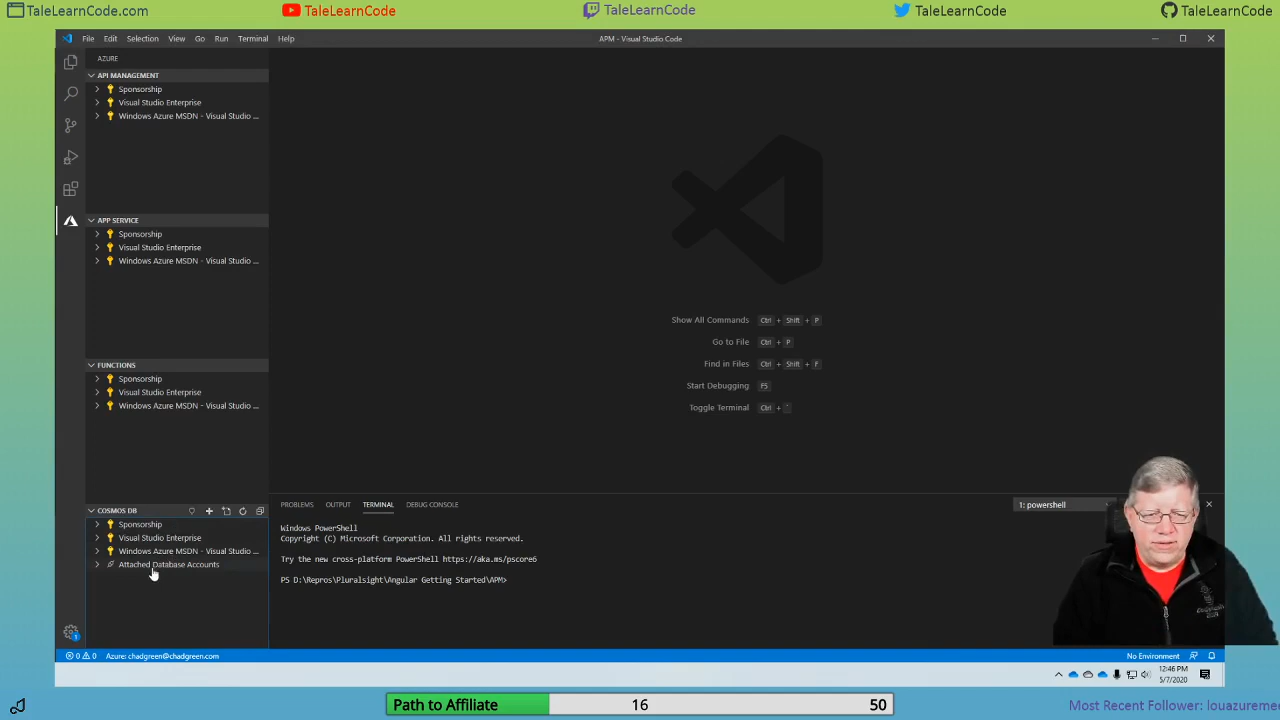 TaleLearnCode.com
TaleLearnCode
TaleLearnCode
TaleLearnCode
TaleLearnCode
File Edit Selection View Go Run Terminal Help
APM - Visual Studio Code
AZURE
API MANAGEMENT
Sponsorship
Visual Studio Enterprise
Windows Azure MSDN - Visual Studio ...
APP SERVICE
Sponsorship
Visual Studio Enterprise
Windows Azure MSDN - Visual Studio ...
FUNCTIONS
Sponsorship
Visual Studio Enterprise
Windows Azure MSDN - Visual Studio ...
COSMOS DB
Sponsorship
Visual Studio Enterprise
Windows Azure MSDN - Visual Studio ...
Attached Database Accounts
Show All Commands Ctrl + Shift + P
Go to File Ctrl + P
Find in Files Ctrl + Shift + F
Start Debugging F5
Toggle Terminal Ctrl + `
PROBLEMS OUTPUT TERMINAL DEBUG CONSOLE
1: powershell
Windows PowerShell
Copyright (C) Microsoft Corporation. All rights reserved.
Try the new cross-platform PowerShell https://aka.ms/pscore6
PS D:\Repros\Pluralsight\Angular Getting Started\APM>
1
0 0 Azure: chadgreen@chadgreen.com
No Environment
12:46 PM
5/7/2020
Path to Affiliate 16 50
Most Recent Follower: louazureme